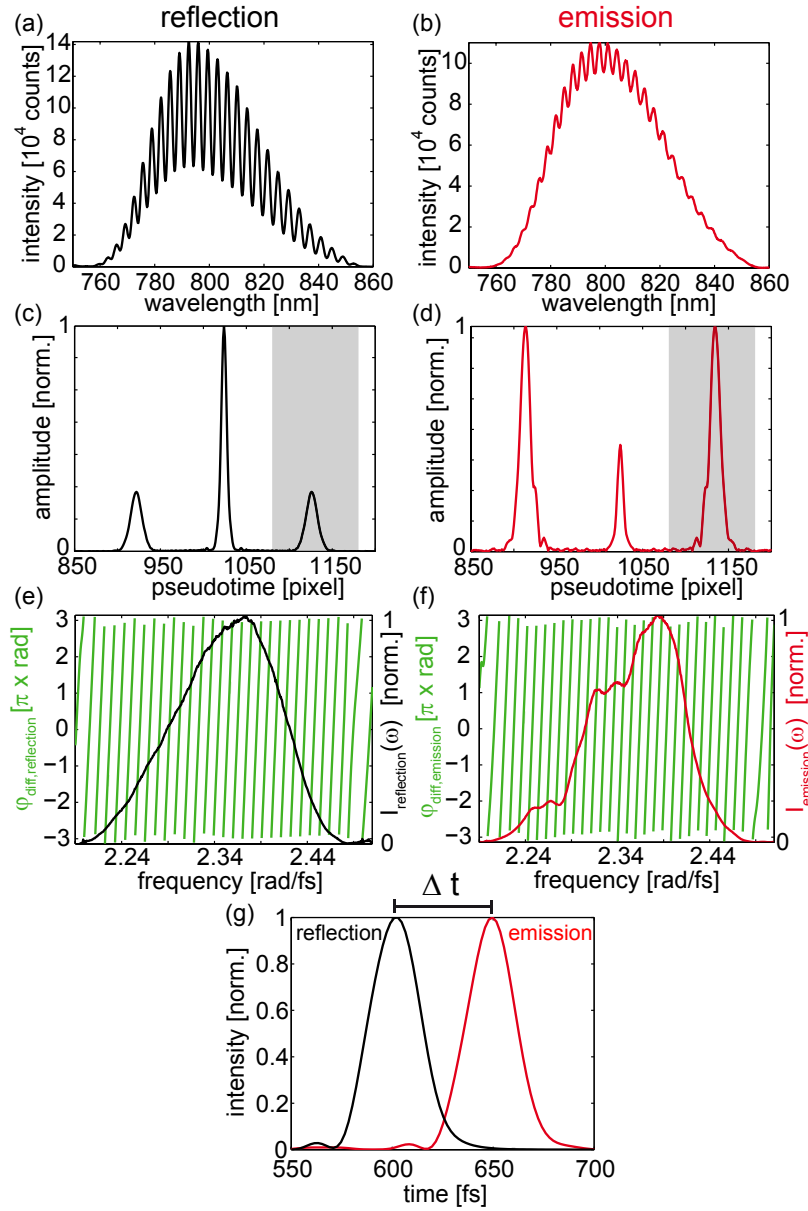 reflection
emission
(a)
14
12
10
8
6
4
2
0
intensity [10^4 counts]
760 780 800 820 840 860
wavelength [nm]
(b)
10
8
6
4
2
0
intensity [10^4 counts]
760 780 800 820 840 860
wavelength [nm]
(c)
1
0
amplitude [norm.]
850 950 1050 1150
pseudotime [pixel]
(d)
1
0
amplitude [norm.]
850 950 1050 1150
pseudotime [pixel]
(e)
3
2
1
0
−1
−2
−3
φdiff,reflection [π x rad]
1
0
Ireflection(ω) [norm.]
2.24 2.34 2.44
frequency [rad/fs]
(f)
3
2
1
0
−1
−2
−3
φdiff,emission [π x rad]
1
0
Iemission(ω) [norm.]
2.24 2.34 2.44
frequency [rad/fs]
(g)
Δ t
reflection
emission
1
0.8
0.6
0.4
0.2
0
intensity [norm.]
550 600 650 700
time [fs]